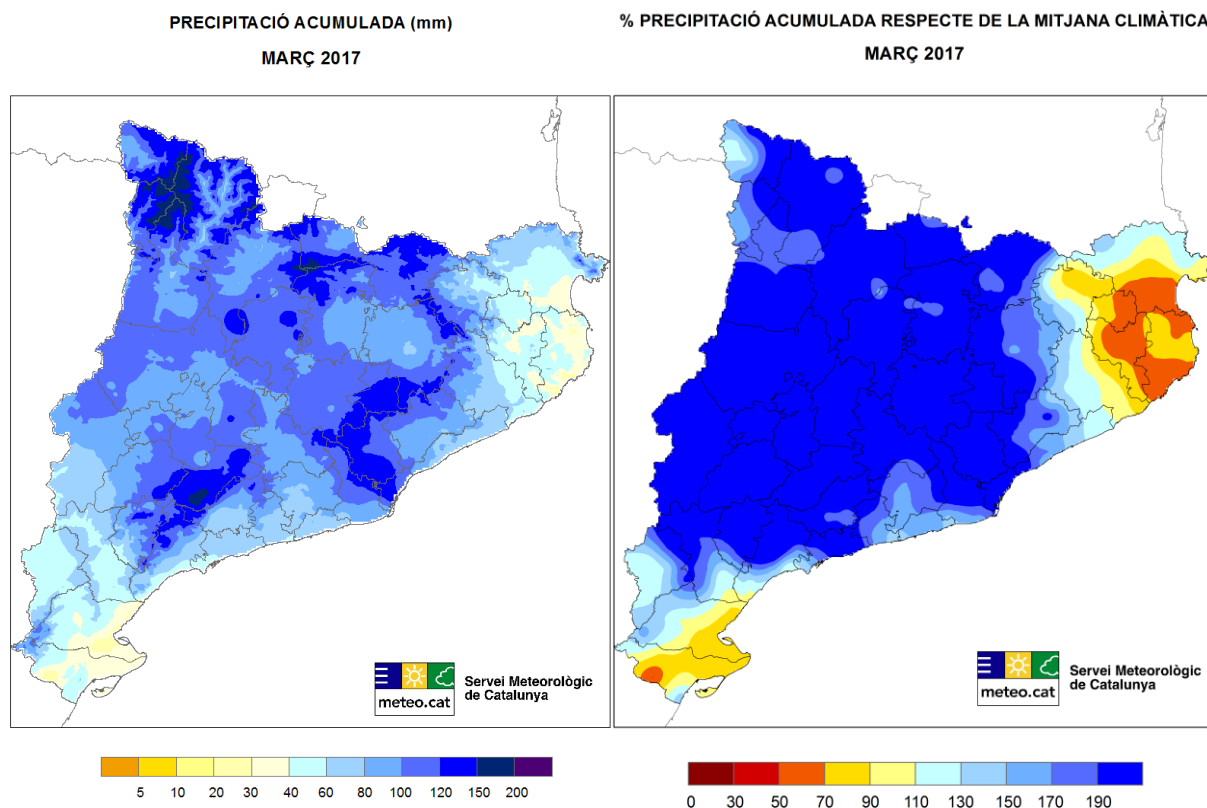 PRECIPITACIÓ ACUMULADA (mm)
MARÇ 2017
% PRECIPITACIÓ ACUMULADA RESPECTE DE LA MITJANA CLIMÀTICA
MARÇ 2017
meteo.cat
Servei Meteorològic
de Catalunya
meteo.cat
Servei Meteorològic
de Catalunya
5 10 20 30 40 60 80 100 120 150 200
0 30 50 70 90 110 120 150 170 190